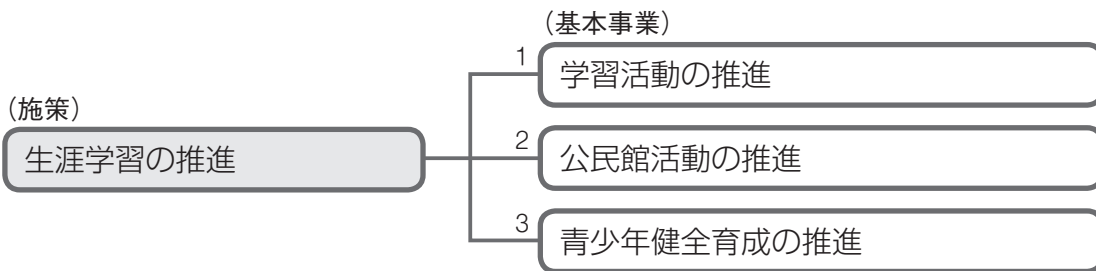 (施策)
生涯学習の推進
(基本事業)
1 学習活動の推進
2 公民館活動の推進
3 青少年健全育成の推進